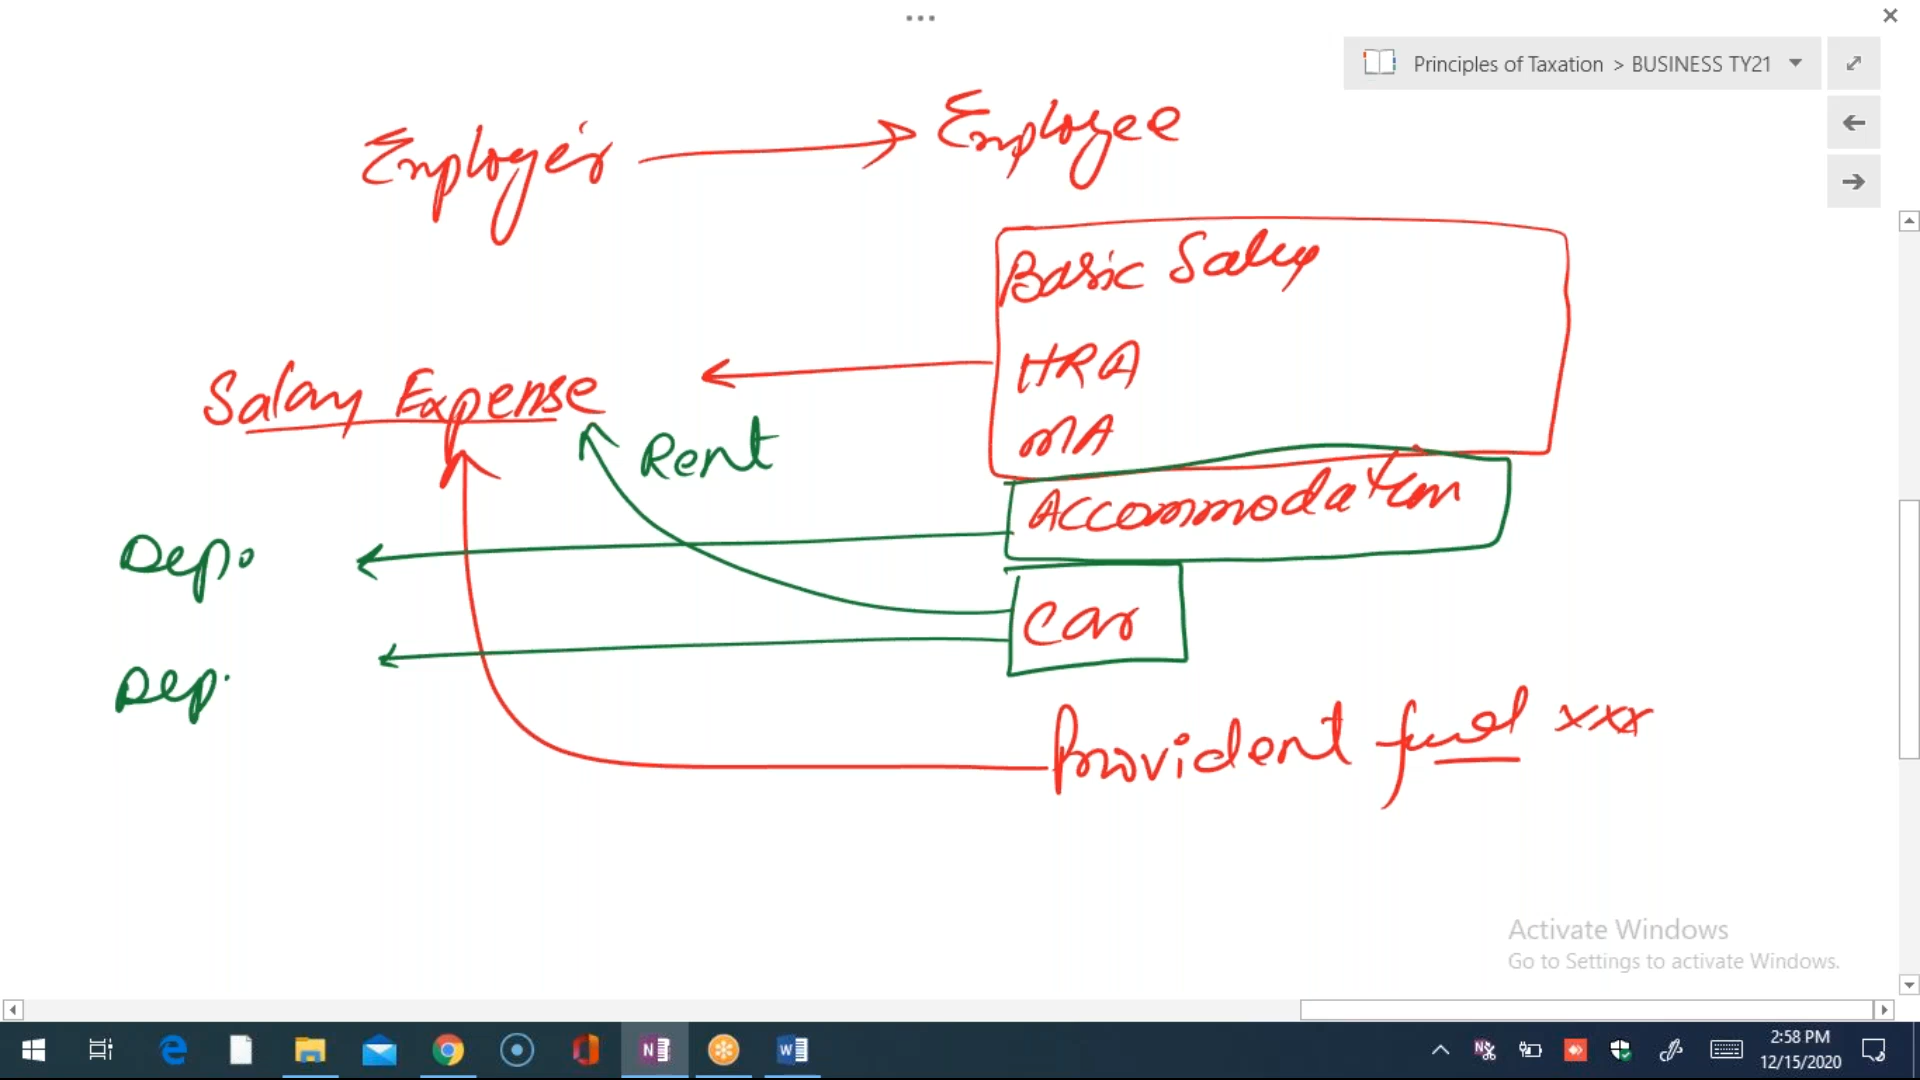 Principles of Taxation > BUSINESS TY21
Employer
Employee
Basic Salary
HRA
Salary Expense
MA
Rent
Accommodation
Dep.
Car
Dep.
Provident fund xxx
Activate Windows
Go to Settings to activate Windows.
2:58 PM
12/15/2020